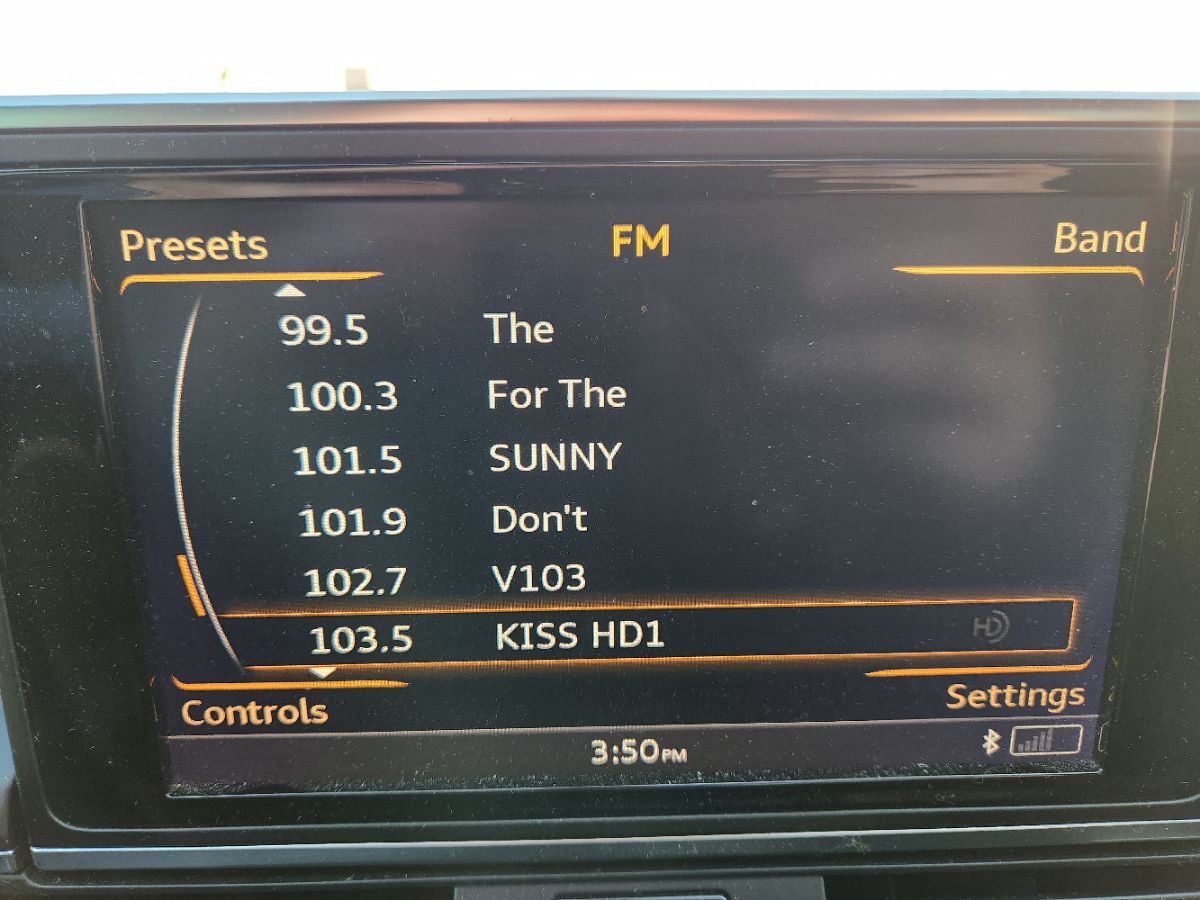 Presets FM Band
99.5 The
100.3 For The
101.5 SUNNY
101.9 Don't
102.7 V103
103.5 KISS HD1 HD
Controls Settings
3:50PM